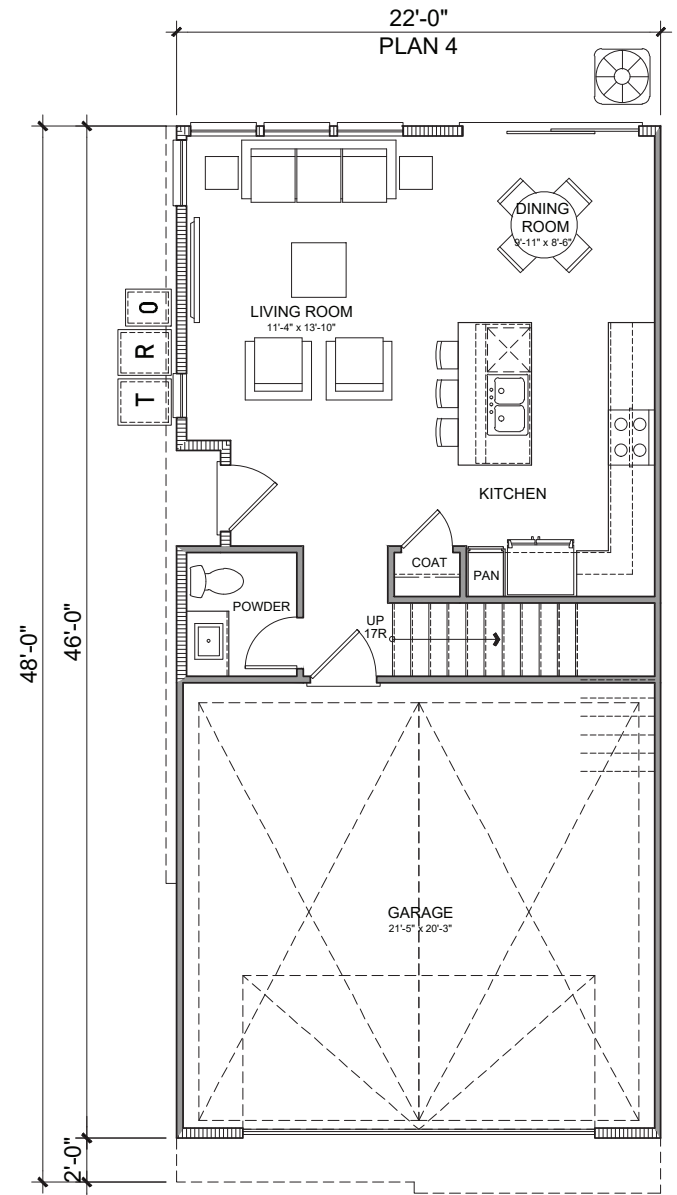 22'-0"
PLAN 4
DINING
ROOM
9'-11" x 8'-6"
LIVING ROOM
11'-4" x 13'-10"
O
R
T
KITCHEN
COAT
PAN
POWDER
UP
17R
48'-0"
46'-0"
GARAGE
21'-5" x 20'-3"
2'-0"